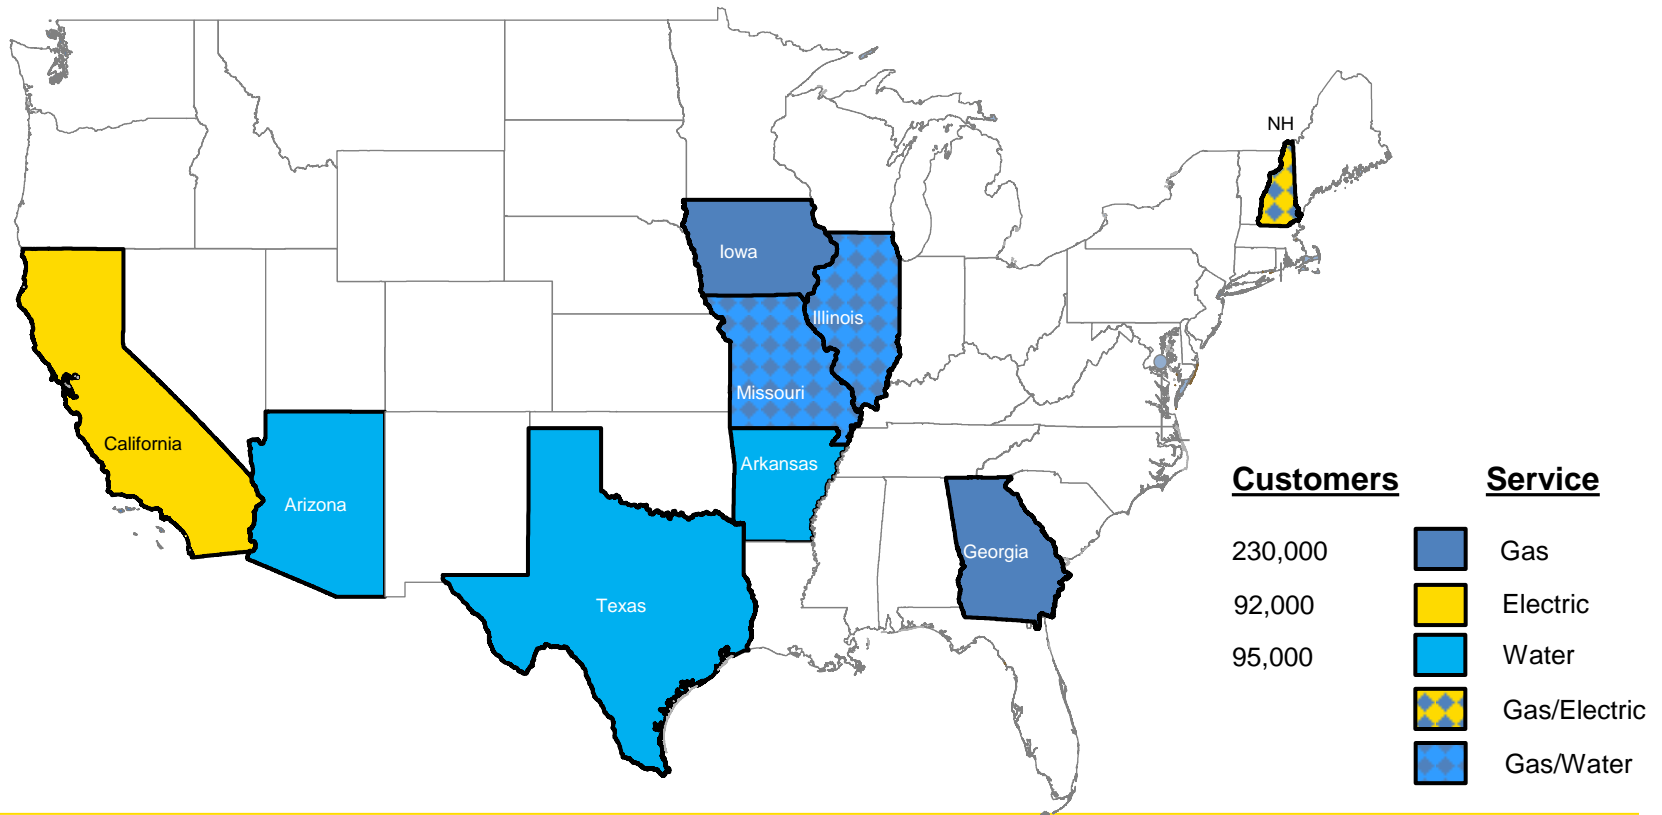 NH
Iowa
Illinois
Missouri
California
Arkansas
Arizona
Georgia
Texas
Customers Service
230,000 Gas
92,000 Electric
95,000 Water
Gas/Electric
Gas/Water